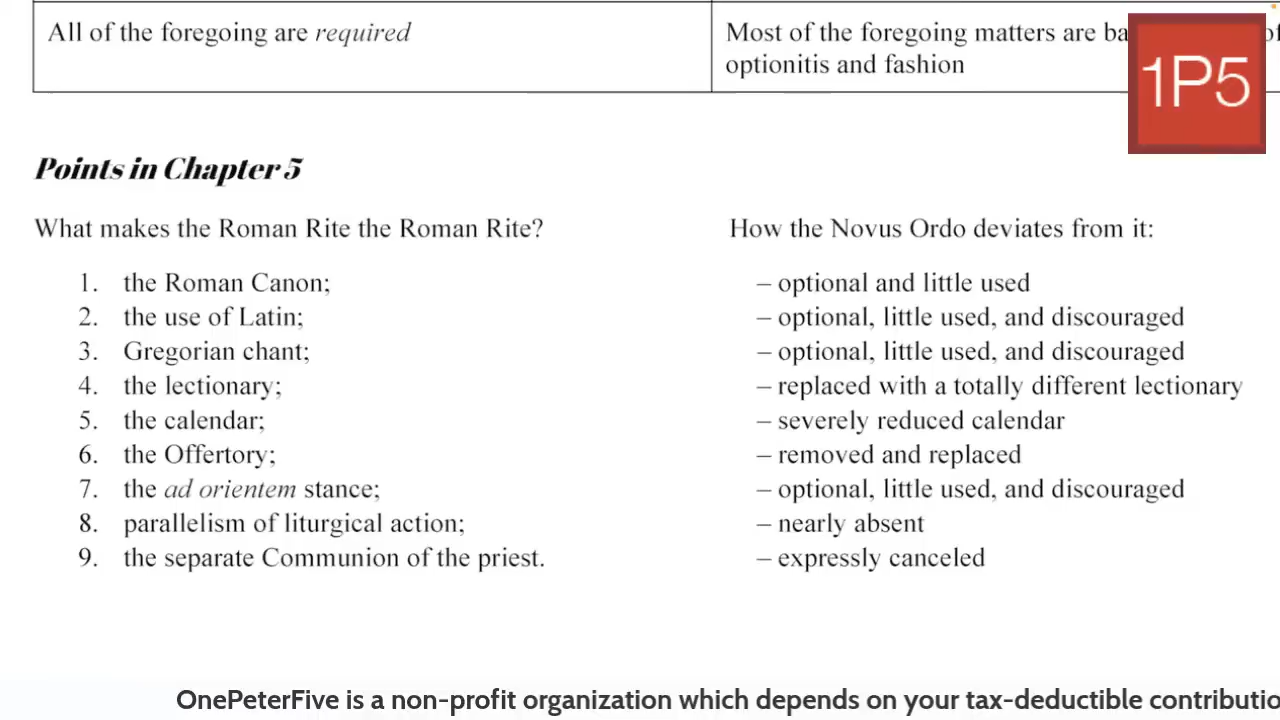 All of the foregoing are required
Most of the foregoing matters are
optionitis and fashion
1P5
Points in Chapter 5
What makes the Roman Rite the Roman Rite?
How the Novus Ordo deviates from it:
1. the Roman Canon;
– optional and little used
2. the use of Latin;
– optional, little used, and discouraged
3. Gregorian chant;
– optional, little used, and discouraged
4. the lectionary;
– replaced with a totally different lectionary
5. the calendar;
– severely reduced calendar
6. the Offertory;
– removed and replaced
7. the ad orientem stance;
– optional, little used, and discouraged
8. parallelism of liturgical action;
– nearly absent
9. the separate Communion of the priest.
– expressly canceled
OnePeterFive is a non-profit organization which depends on your tax-deductible